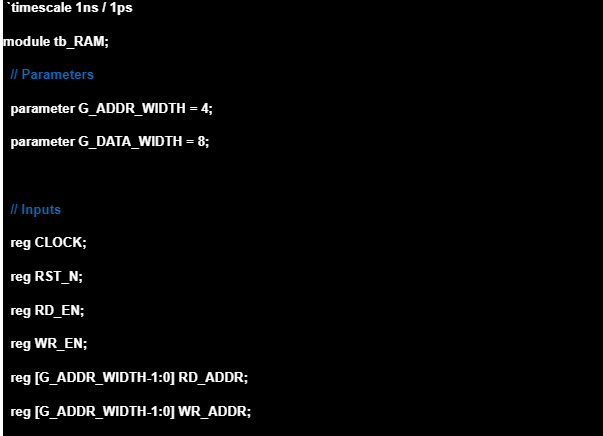 `timescale 1ns / 1ps
module tb_RAM;
// Parameters
parameter G_ADDR_WIDTH = 4;
parameter G_DATA_WIDTH = 8;
// Inputs
reg CLOCK;
reg RST_N;
reg RD_EN;
reg WR_EN;
reg [G_ADDR_WIDTH-1:0] RD_ADDR;
reg [G_ADDR_WIDTH-1:0] WR_ADDR;